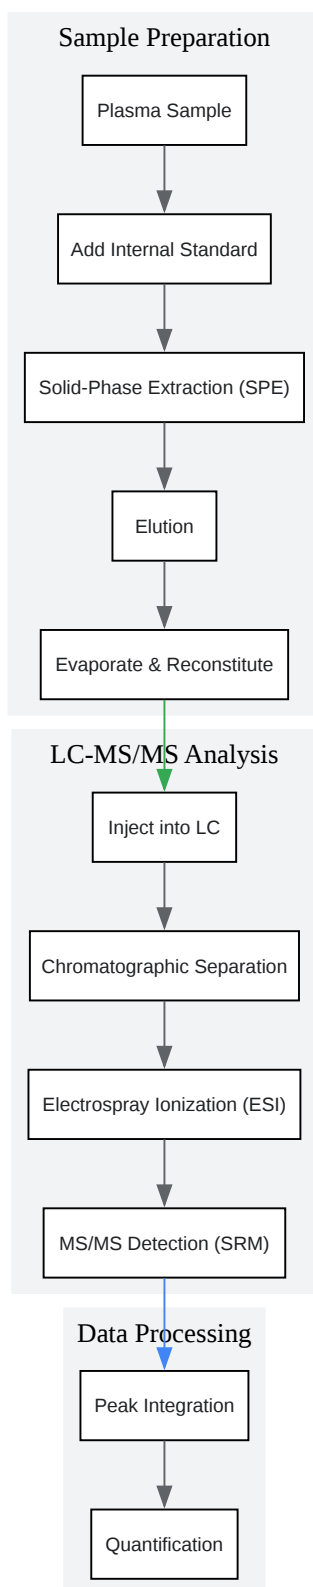 Sample Preparation
Plasma Sample
Add Internal Standard
Solid-Phase Extraction (SPE)
Elution
Evaporate & Reconstitute
LC-MS/MS Analysis
Inject into LC
Chromatographic Separation
Electrospray Ionization (ESI)
MS/MS Detection (SRM)
Data Processing
Peak Integration
Quantification